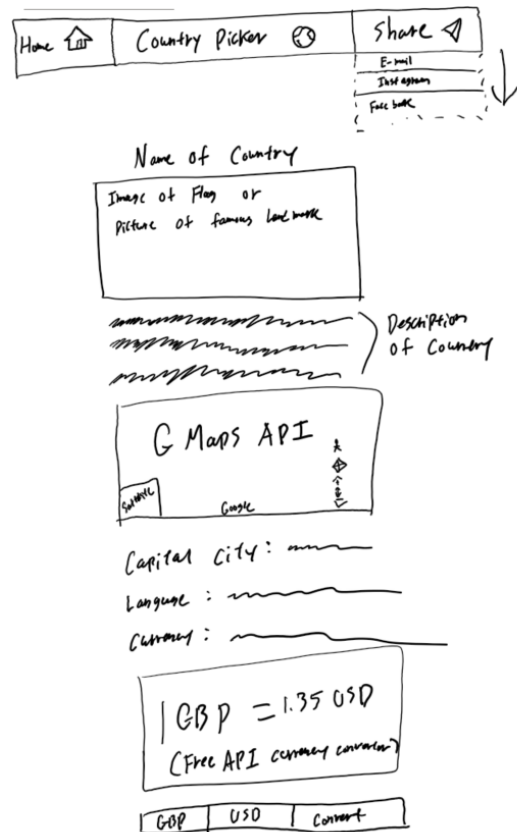 Home
Country Picker
Share
E-mail
Instagram
Facebook
Name of Country
Image of Flag or
Picture of famous Landmark
Description
of Country
G Maps API
Satellite
Google
Capital City:
Language:
Currency:
1 GBP = 1.35 USD
(Free API currency converter)
GBP
USD
Convert